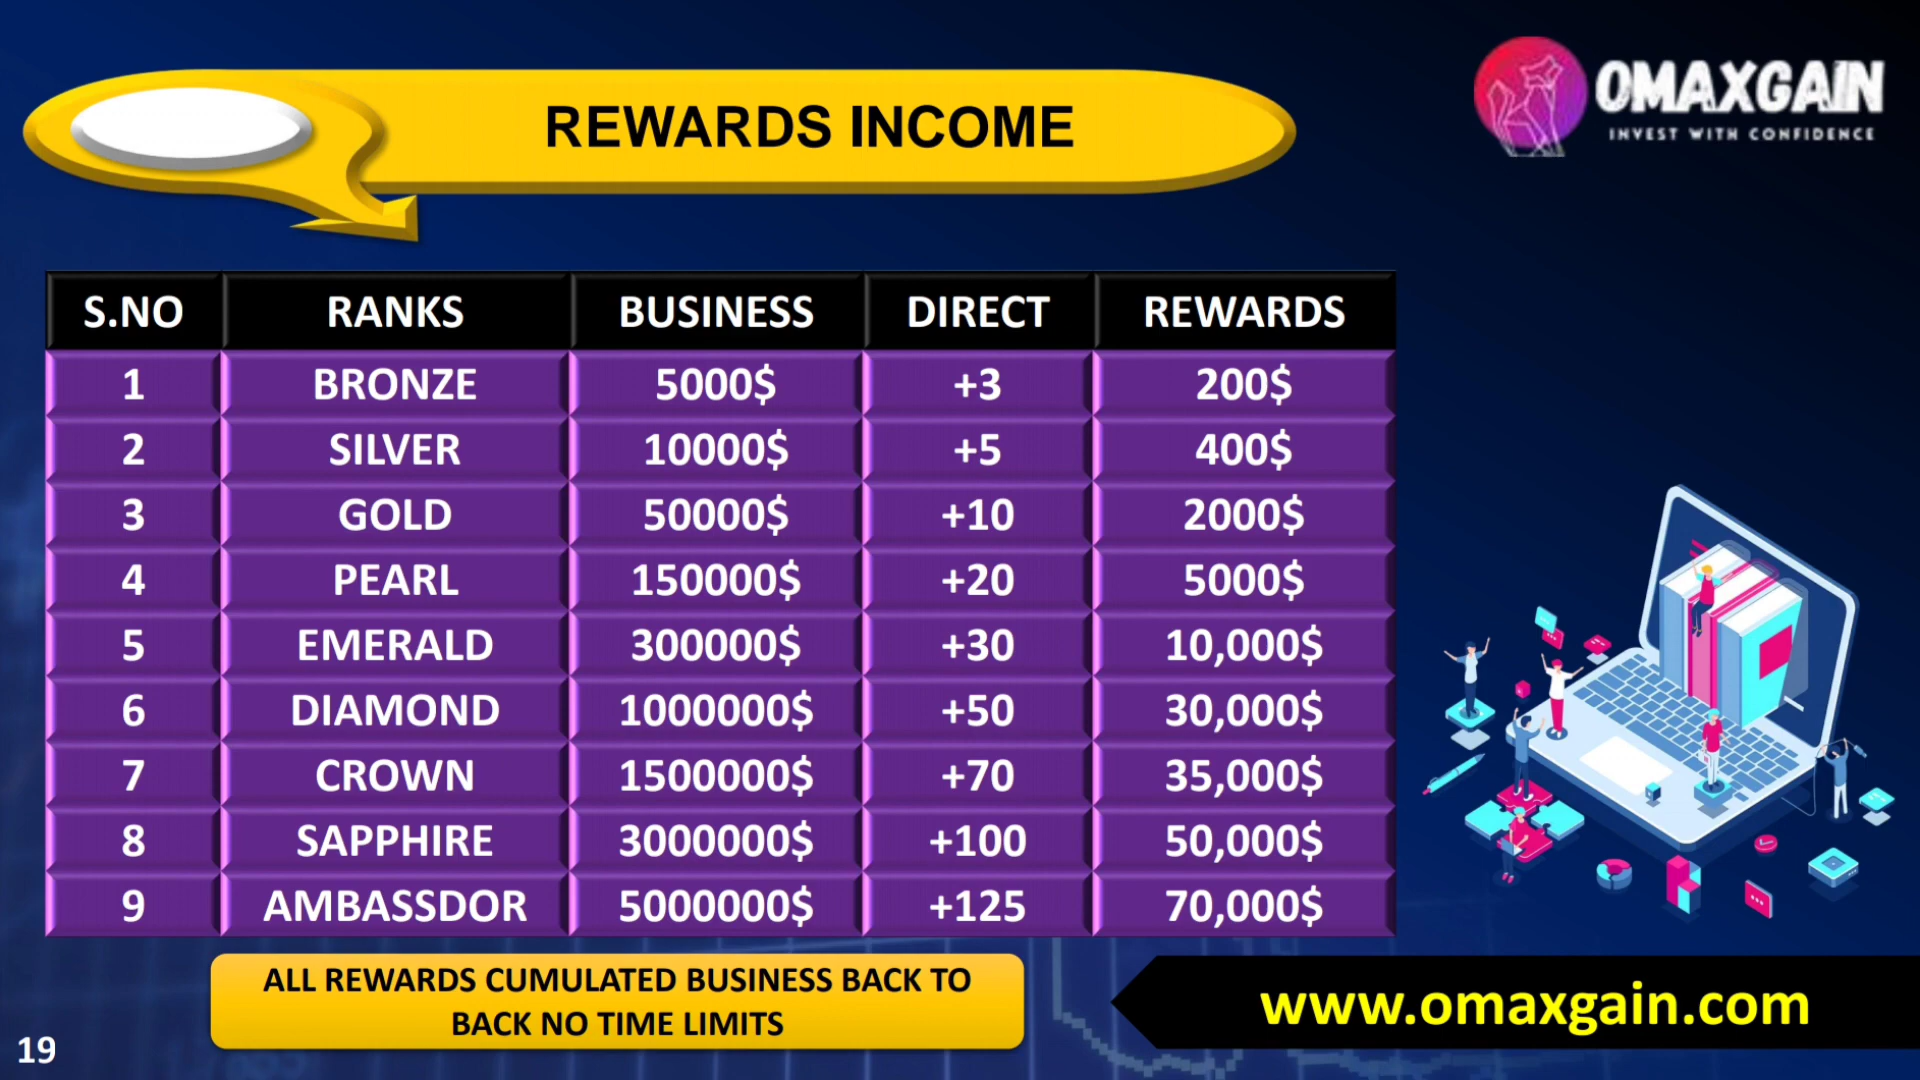 REWARDS INCOME
OMAXGAIN
INVEST WITH CONFIDENCE
S.NO RANKS BUSINESS DIRECT REWARDS
1 BRONZE 5000$ +3 200$
2 SILVER 10000$ +5 400$
3 GOLD 50000$ +10 2000$
4 PEARL 150000$ +20 5000$
5 EMERALD 300000$ +30 10,000$
6 DIAMOND 1000000$ +50 30,000$
7 CROWN 1500000$ +70 35,000$
8 SAPPHIRE 3000000$ +100 50,000$
9 AMBASSDOR 5000000$ +125 70,000$
ALL REWARDS CUMULATED BUSINESS BACK TO
BACK NO TIME LIMITS
www.omaxgain.com
19